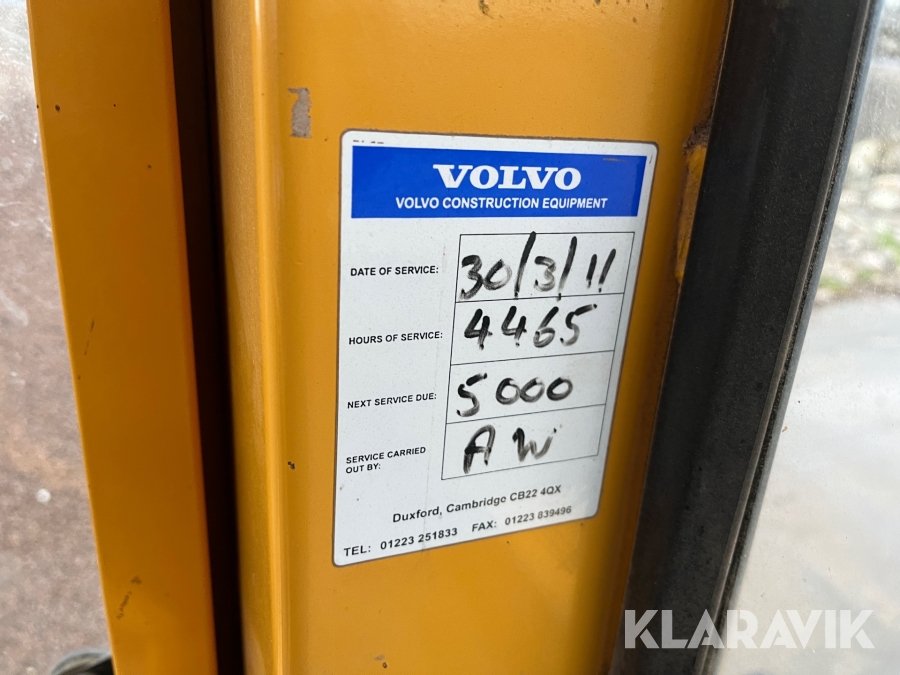 VOLVO
VOLVO CONSTRUCTION EQUIPMENT
DATE OF SERVICE: 30/3/11
HOURS OF SERVICE: 4465
NEXT SERVICE DUE: 5000
SERVICE CARRIED
OUT BY: AW
Duxford, Cambridge CB22 4QX
TEL: 01223 251833 FAX: 01223 839496
KLARAVIK